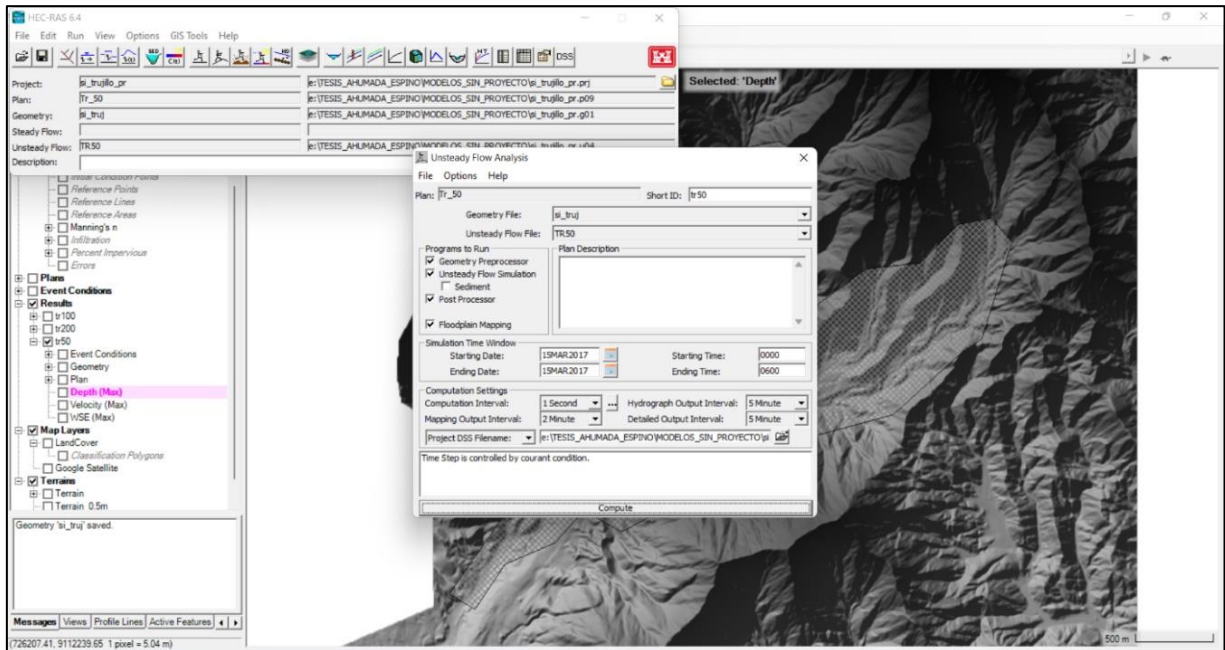 HEC-RAS 6.4
File Edit Run View Options GIS Tools Help
DSS
Project: si_trujillo_pr e:\TESIS_AHUMADA_ESPINO\MODELOS_SIN_PROYECTO\si_trujillo_pr.prj
Plan: Tr_50 e:\TESIS_AHUMADA_ESPINO\MODELOS_SIN_PROYECTO\si_trujillo_pr.p09
Geometry: si_truj e:\TESIS_AHUMADA_ESPINO\MODELOS_SIN_PROYECTO\si_trujillo_pr.g01
Steady Flow:
Unsteady Flow: TR50 e:\TESIS_AHUMADA_ESPINO\MODELOS_SIN_PROYECTO\si_trujillo_pr.u04
Description:
Selected: 'Depth'
Initial Condition Points
Reference Points
Reference Lines
Reference Areas
Manning's n
Infiltration
Percent Impervious
Errors
Plans
Event Conditions
Results
tr100
tr200
tr50
Event Conditions
Geometry
Plan
Depth (Max)
Velocity (Max)
WSE (Max)
Map Layers
LandCover
Classification Polygons
Google Satellite
Terrains
Terrain
Terrain 0.5m
Geometry 'si_truj' saved.
Messages Views Profile Lines Active Features
(726207.41, 9112239.65 1 pixel = 5.04 m)
Unsteady Flow Analysis
File Options Help
Plan: Tr_50 Short ID: tr50
Geometry File: si_truj
Unsteady Flow File: TR50
Programs to Run
Geometry Preprocessor
Unsteady Flow Simulation
Sediment
Post Processor
Floodplain Mapping
Plan Description
Simulation Time Window
Starting Date: 15MAR2017 Starting Time: 0000
Ending Date: 15MAR2017 Ending Time: 0600
Computation Settings
Computation Interval: 1 Second ... Hydrograph Output Interval: 5 Minute
Mapping Output Interval: 2 Minute Detailed Output Interval: 5 Minute
Project DSS Filename: e:\TESIS_AHUMADA_ESPINO\MODELOS_SIN_PROYECTO\si
Time Step is controlled by courant condition.
Compute
500 m